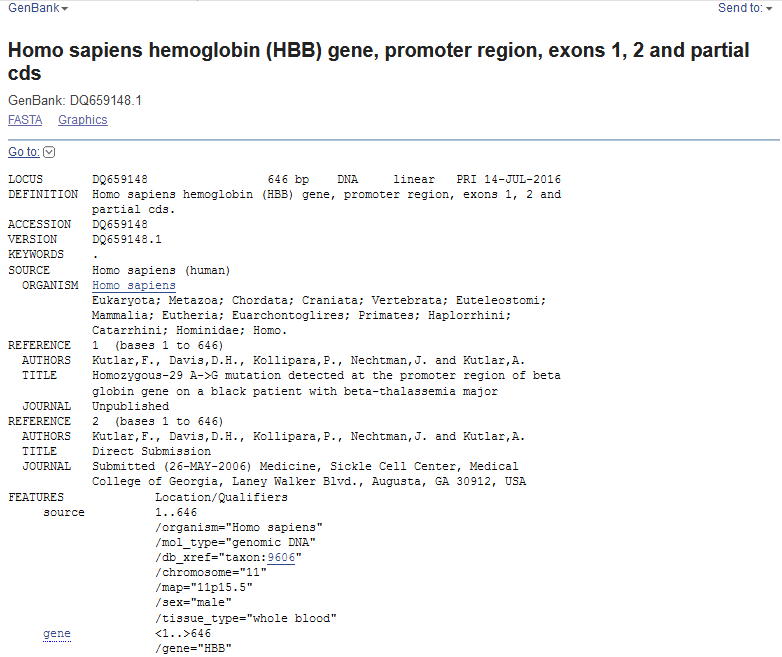 GenBank
Send to:
Homo sapiens hemoglobin (HBB) gene, promoter region, exons 1, 2 and partial
cds
GenBank: DQ659148.1
FASTA Graphics
Go to:
LOCUS DQ659148 646 bp DNA linear PRI 14-JUL-2016
DEFINITION Homo sapiens hemoglobin (HBB) gene, promoter region, exons 1, 2 and
partial cds.
ACCESSION DQ659148
VERSION DQ659148.1
KEYWORDS .
SOURCE Homo sapiens (human)
ORGANISM Homo sapiens
Eukaryota; Metazoa; Chordata; Craniata; Vertebrata; Euteleostomi;
Mammalia; Eutheria; Euarchontoglires; Primates; Haplorrhini;
Catarrhini; Hominidae; Homo.
REFERENCE 1 (bases 1 to 646)
AUTHORS Kutlar,F., Davis,D.H., Kollipara,P., Nechtman,J. and Kutlar,A.
TITLE Homozygous-29 A->G mutation detected at the promoter region of beta
globin gene on a black patient with beta-thalassemia major
JOURNAL Unpublished
REFERENCE 2 (bases 1 to 646)
AUTHORS Kutlar,F., Davis,D.H., Kollipara,P., Nechtman,J. and Kutlar,A.
TITLE Direct Submission
JOURNAL Submitted (26-MAY-2006) Medicine, Sickle Cell Center, Medical
College of Georgia, Laney Walker Blvd., Augusta, GA 30912, USA
FEATURES Location/Qualifiers
source 1..646
/organism="Homo sapiens"
/mol_type="genomic DNA"
/db_xref="taxon:9606"
/chromosome="11"
/map="11p15.5"
/sex="male"
/tissue_type="whole blood"
gene <1..>646
/gene="HBB"